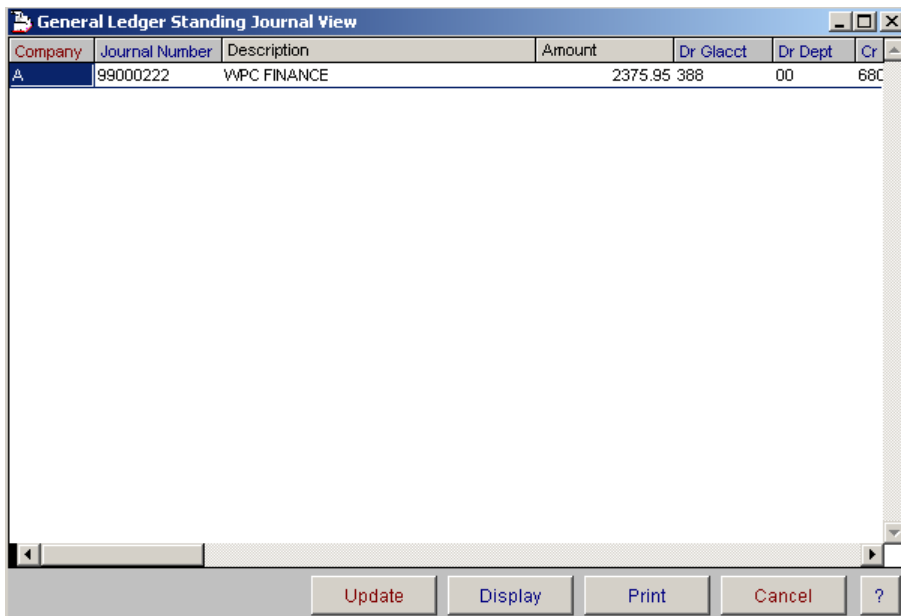 General Ledger Standing Journal View
Company Journal Number Description Amount Dr Glacct Dr Dept Cr
A 99000222 WPC FINANCE 2375.95 388 00 680
Update Display Print Cancel ?